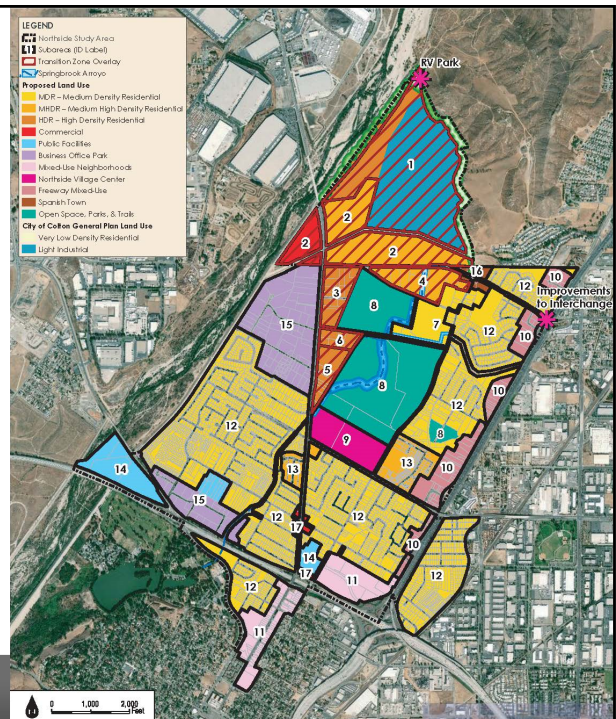 LEGEND
Northside Study Area
1 Subareas (ID Label)
Transition Zone Overlay
Springbrook Arroyo
Proposed Land Use
MDR – Medium Density Residential
MHDR – Medium High Density Residential
HDR – High Density Residential
Commercial
Public Facilities
Business Office Park
Mixed-Use Neighborhoods
Northside Village Center
Freeway Mixed-Use
Spanish Town
Open Space, Parks, & Trails
City of Colton General Plan Land Use
Very Low Density Residential
Light Industrial
RV Park
1
2
2
2
16
10
12
4
3
8
Improvements
to Interchange
15
7
12
10
6
5
8
12
10
12
8
9
13
10
14
13
15
12
12
17
10
14
17
11
12
12
11
0 1,000 2,000
Feet